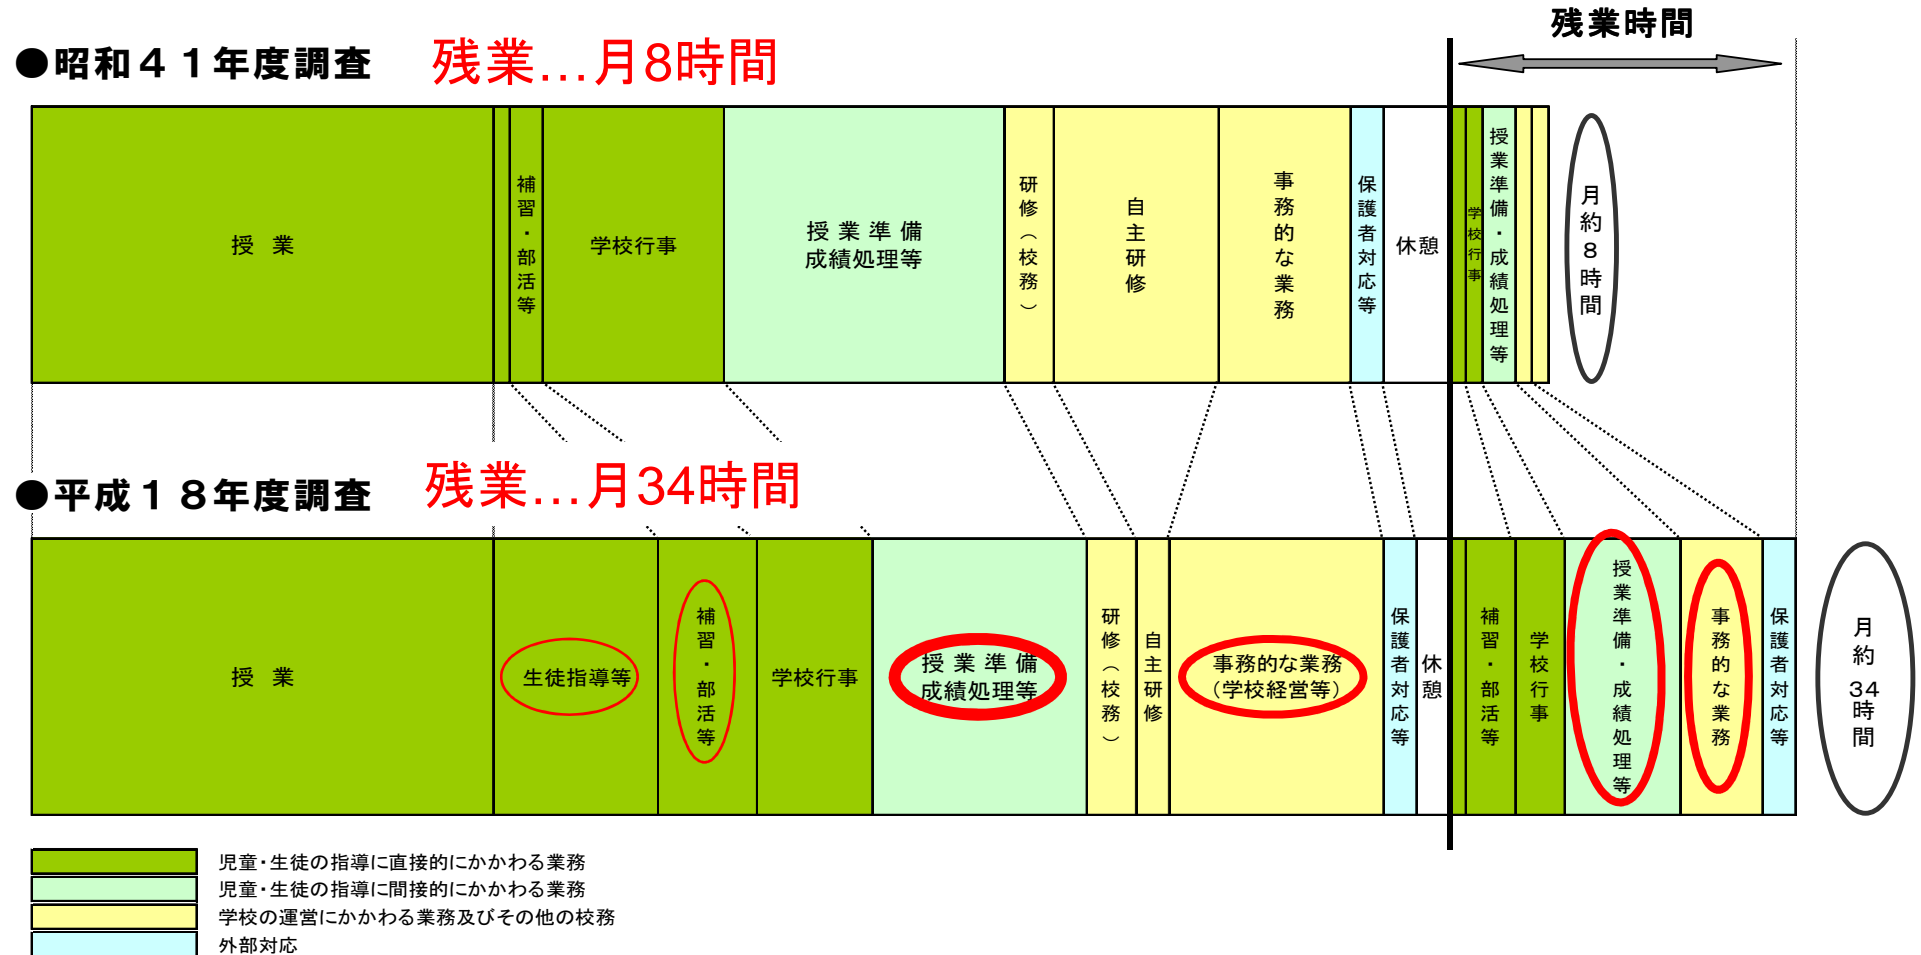 残業時間
●昭和４１年度調査
残業…月8時間
授 業
補習・部活等
学校行事
授 業 準 備
成績処理等
研修（校務）
自主研修
事務的な業務
保護者対応等
休憩
学校行事
授業準備・成績処理等
月約８時間
●平成１８年度調査
残業…月34時間
授 業
生徒指導等
補習・部活等
学校行事
授 業 準 備
成績処理等
研修（校務）
自主研修
事務的な業務
（学校経営等）
保護者対応等
休憩
補習・部活等
学校行事
授業準備・成績処理等
事務的な業務
保護者対応等
月約34時間
児童・生徒の指導に直接的にかかわる業務
児童・生徒の指導に間接的にかかわる業務
学校の運営にかかわる業務及びその他の校務
外部対応